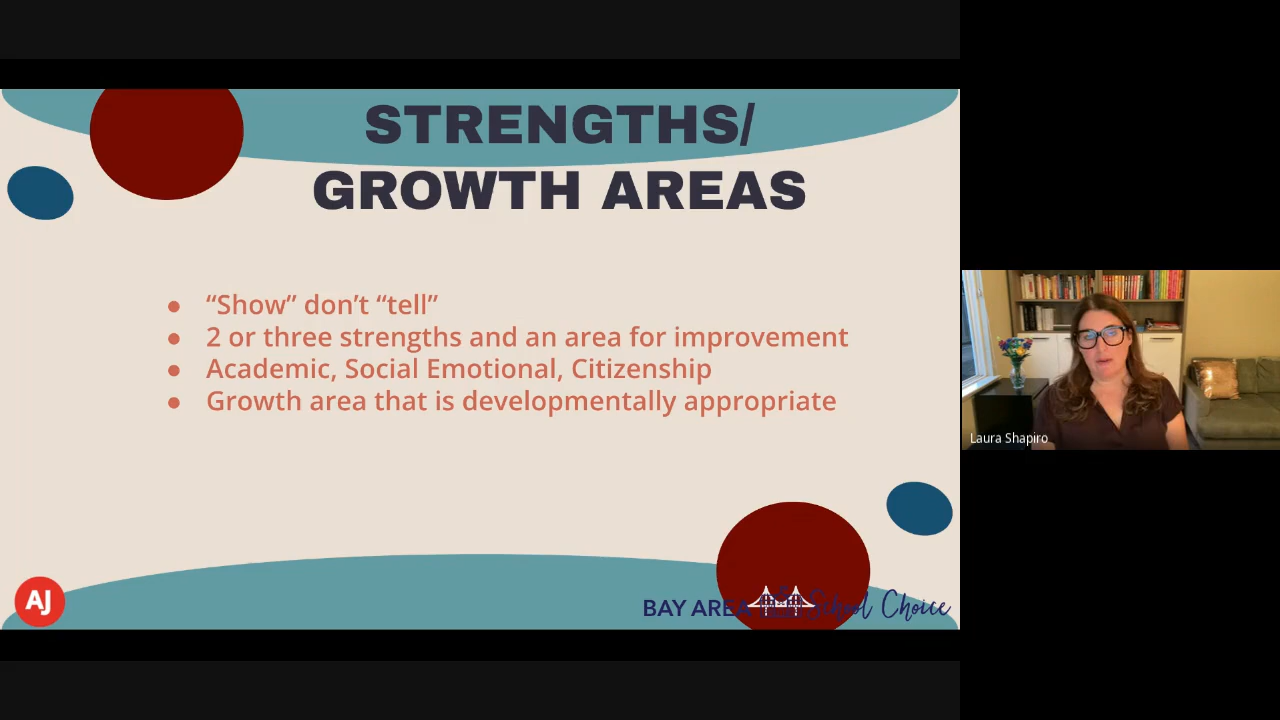 STRENGTHS/
GROWTH AREAS
● “Show” don’t “tell”
● 2 or three strengths and an area for improvement
● Academic, Social Emotional, Citizenship
● Growth area that is developmentally appropriate
Laura Shapiro
AJ
BAY AREA School Choice